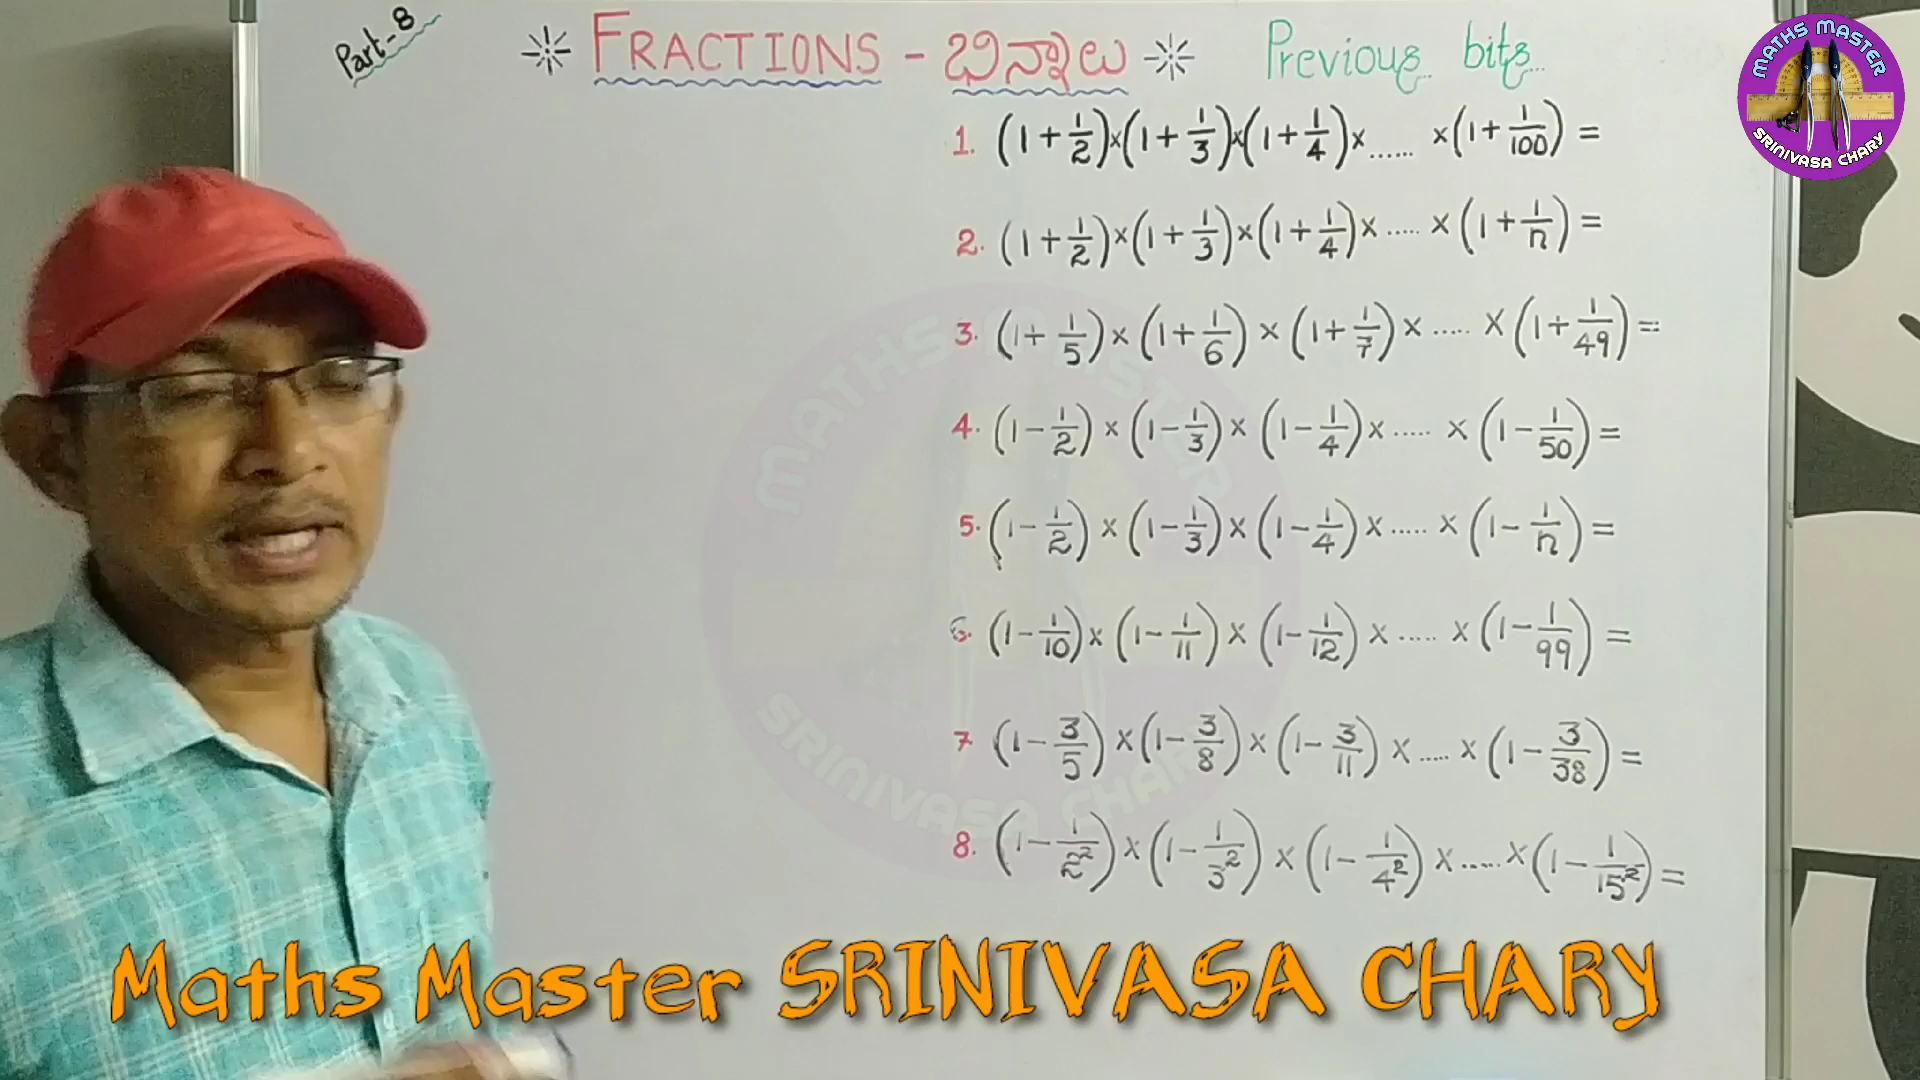 Part-8
FRACTIONS - భిన్నాలు Previous bits...
MATHS MASTER
SRINIVASA CHARY
1. (1 + 1/2)×(1 + 1/3)×(1 + 1/4)×...... ×(1 + 1/100) =
2. (1 + 1/2)×(1 + 1/3)×(1 + 1/4)×..... ×(1 + 1/n) =
3. (1 + 1/5)×(1 + 1/6)×(1 + 1/7)×..... ×(1 + 1/49) =
4. (1 - 1/2)×(1 - 1/3)×(1 - 1/4)×..... ×(1 - 1/50) =
5. (1 - 1/2)×(1 - 1/3)×(1 - 1/4)×..... ×(1 - 1/n) =
6. (1 - 1/10)×(1 - 1/11)×(1 - 1/12)×..... ×(1 - 1/99) =
7 (1 - 3/5)×(1 - 3/8)×(1 - 3/11)×..... ×(1 - 3/38) =
8. (1 - 1/2²)×(1 - 1/3²)×(1 - 1/4²)×.....×(1 - 1/15²) =
MATHS MASTER
SRINIVASA CHARY
Maths Master SRINIVASA CHARY